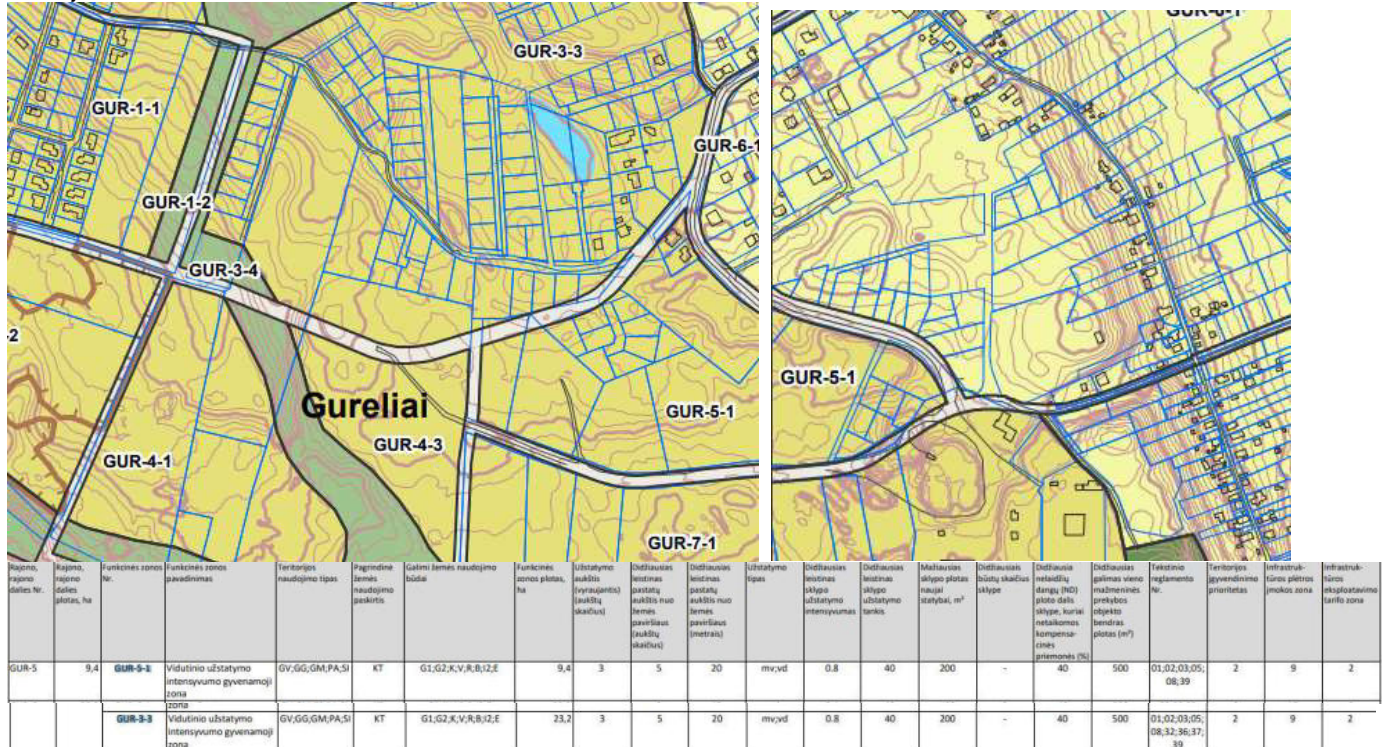 GUR-6-1
GUR-3-3
GUR-1-1
GUR-6-1
GUR-1-2
GUR-3-4
-2
GUR-5-1
Gureliai
GUR-5-1
GUR-4-3
GUR-4-1
GUR-7-1
Rajono, rajono dalies Nr.
Rajono, rajono dalies plotas, ha
Funkcinės zonos Nr.
Funkcinės zonos pavadinimas
Teritorijos naudojimo tipas
Pagrindinė žemės naudojimo paskirtis
Galimi žemės naudojimo būdai
Funkcinės zonos plotas, ha
Užstatymo aukštis (vyraujantis) (aukštų skaičius)
Didžiausias leistinas pastatų aukštis nuo žemės paviršiaus (aukštų skaičius)
Didžiausias leistinas pastatų aukštis nuo žemės paviršiaus (metrais)
Užstatymo tipas
Didžiausias leistinas sklypo užstatymo intensyvumas
Didžiausias leistinas sklypo užstatymo tankis
Mažiausias sklypo plotas naujai statybai, m²
Didžiausias būstų skaičius sklype
Didžiausia nelaidžių dangų (ND) ploto dalis sklype, kuriai netaikomos kompensacinės priemonės (%)
Didžiausias galimas vieno mažmeninės prekybos objekto bendras plotas (m²)
Tekstinio reglamento Nr.
Teritorijos įgyvendinimo prioritetas
Infrastruk-tūros plėtros įmokos zona
Infrastruk-tūros eksploatavimo tarifo zona
GUR-5 9,4 GUR-5-1 Vidutinio užstatymo intensyvumo gyvenamoji zona GV;GG;GM;PA;SI KT G1;G2;K;V;R;B;I2;E 9,4 3 5 20 mv;vd 0.8 40 200 - 40 500 01;02;03;05;08;39 2 9 2
zona
GUR-3-3 Vidutinio užstatymo intensyvumo gyvenamoji zona GV;GG;GM;PA;SI KT G1;G2;K;V;R;B;I2;E 23,2 3 5 20 mv;vd 0.8 40 200 - 40 500 01;02;03;05;08;32;36;37;39 2 9 2